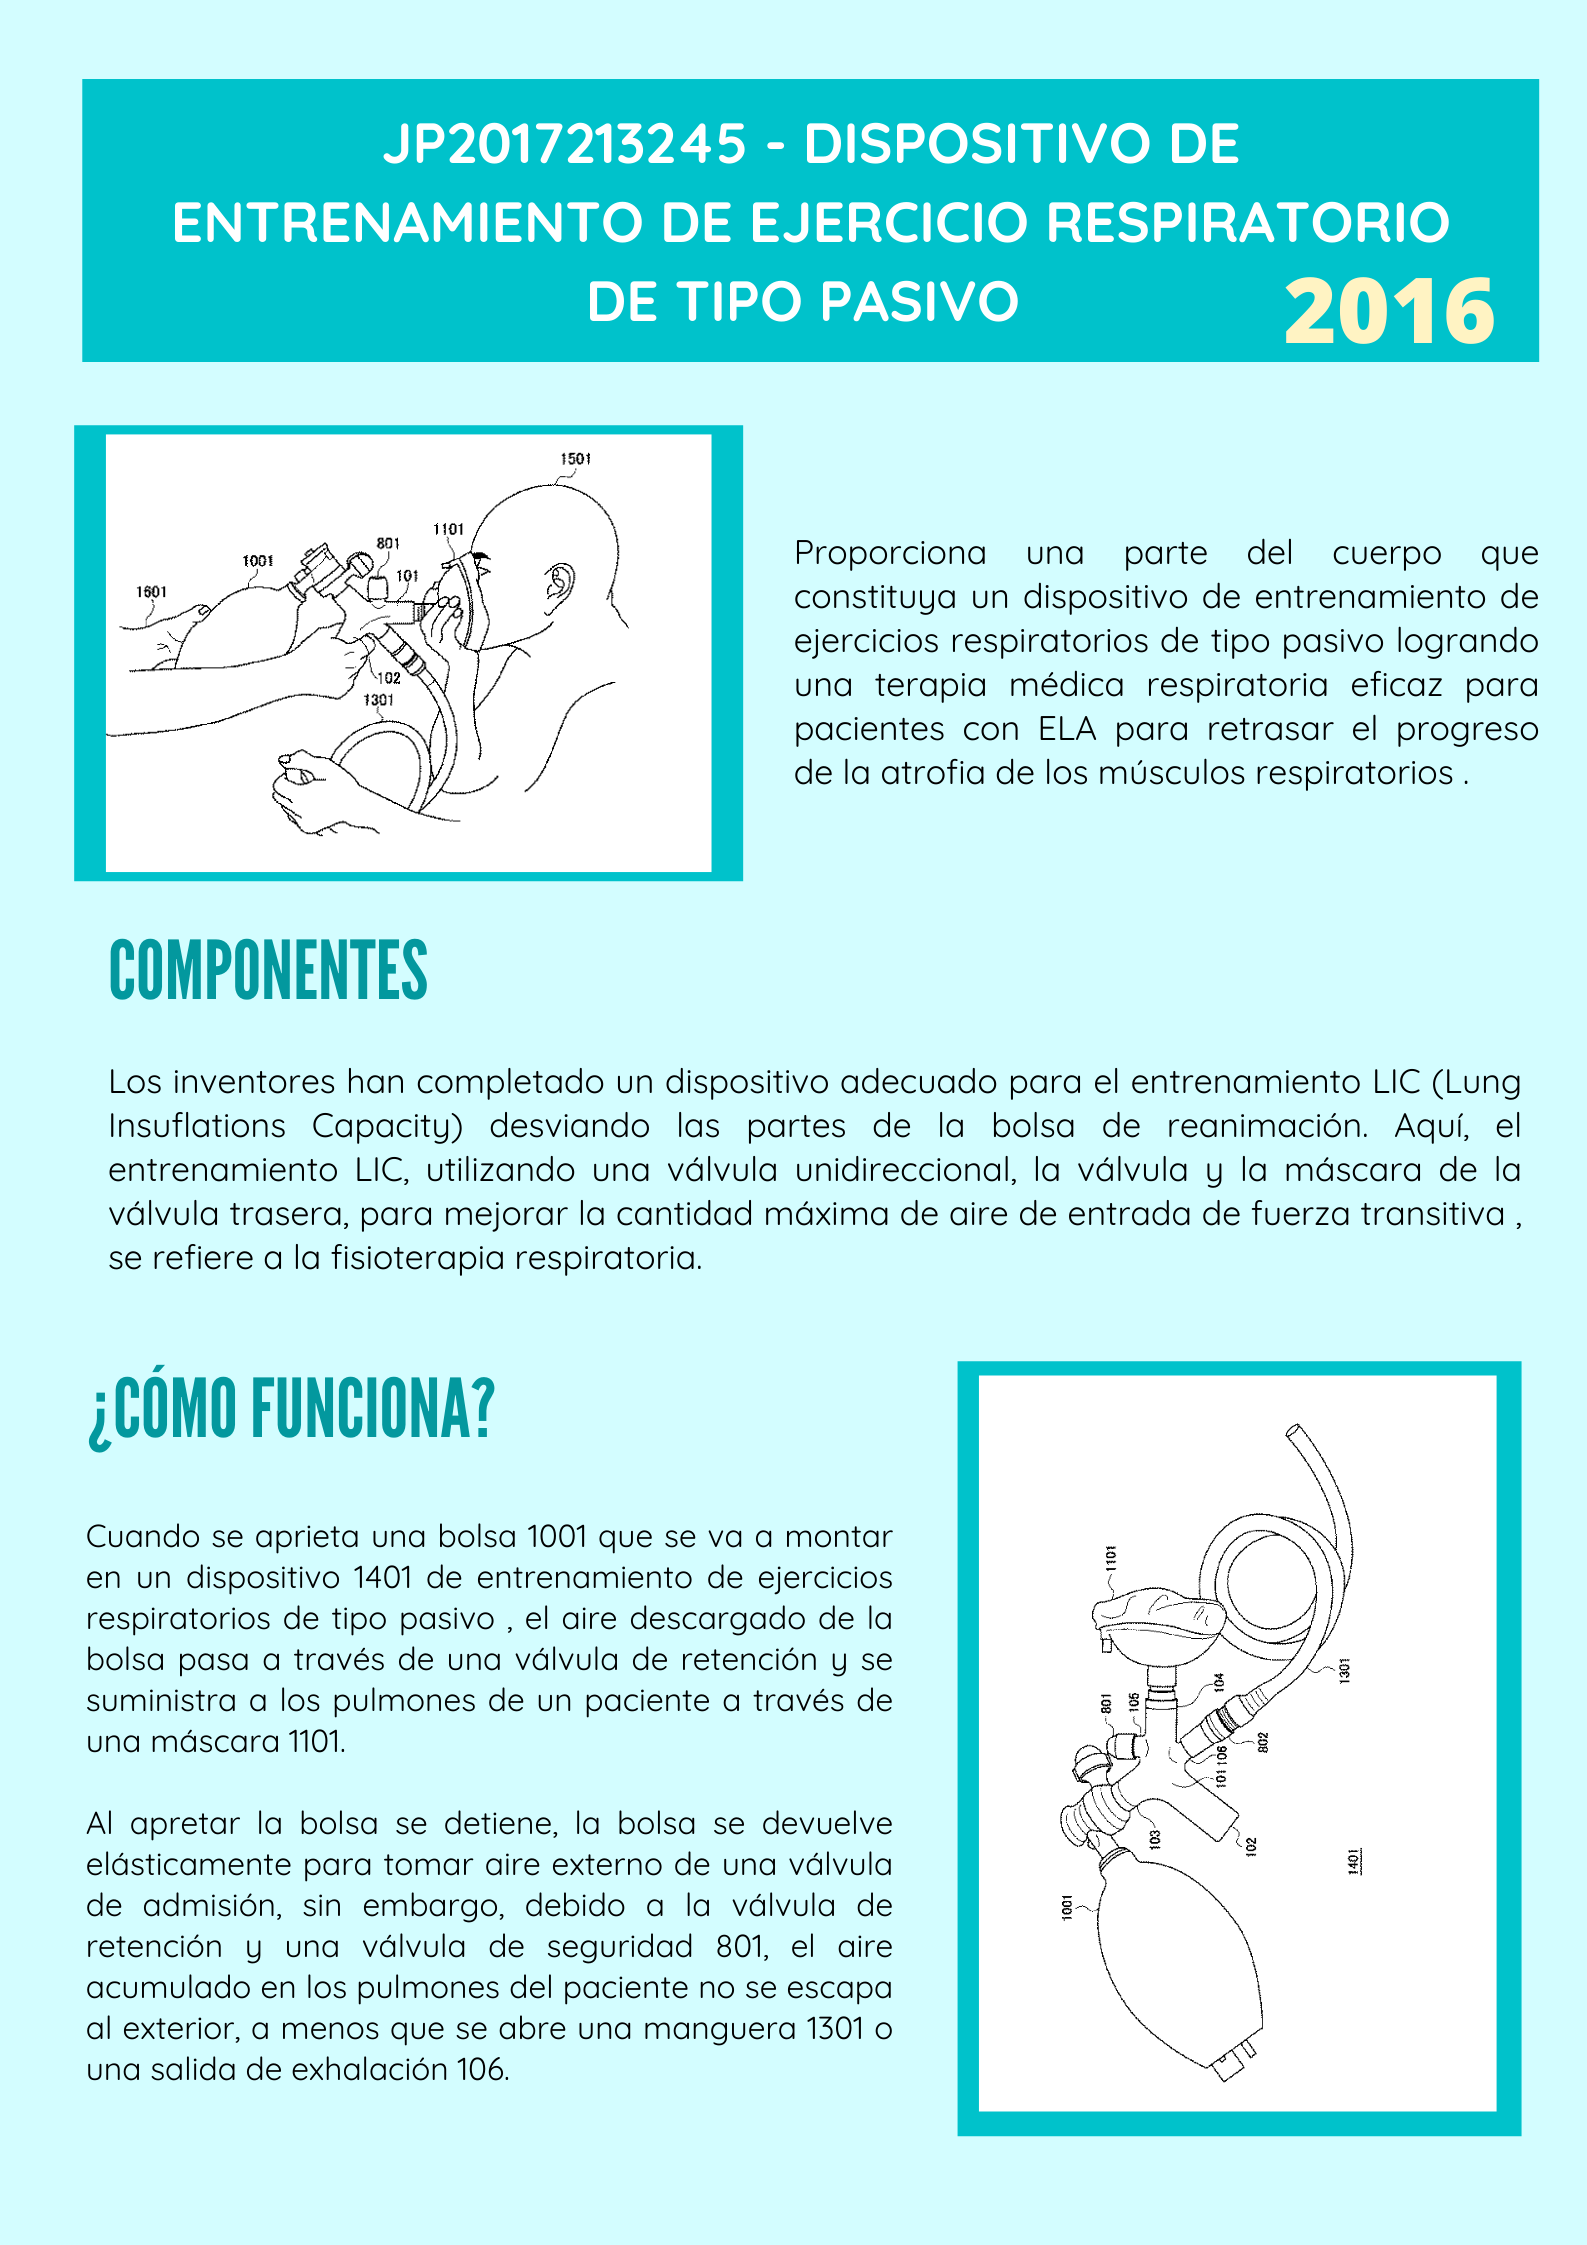 JP2017213245 - DISPOSITIVO DE
ENTRENAMIENTO DE EJERCICIO RESPIRATORIO
DE TIPO PASIVO
2016
1501
1101
801
1001
101
1601
102
1301
Proporciona una parte del cuerpo que
constituya un dispositivo de entrenamiento de
ejercicios respiratorios de tipo pasivo logrando
una terapia médica respiratoria eficaz para
pacientes con ELA para retrasar el progreso
de la atrofia de los músculos respiratorios .
COMPONENTES
Los inventores han completado un dispositivo adecuado para el entrenamiento LIC (Lung
Insuflations Capacity) desviando las partes de la bolsa de reanimación. Aquí, el
entrenamiento LIC, utilizando una válvula unidireccional, la válvula y la máscara de la
válvula trasera, para mejorar la cantidad máxima de aire de entrada de fuerza transitiva ,
se refiere a la fisioterapia respiratoria.
¿CÓMO FUNCIONA?
Cuando se aprieta una bolsa 1001 que se va a montar
en un dispositivo 1401 de entrenamiento de ejercicios
respiratorios de tipo pasivo , el aire descargado de la
bolsa pasa a través de una válvula de retención y se
suministra a los pulmones de un paciente a través de
una máscara 1101.
Al apretar la bolsa se detiene, la bolsa se devuelve
elásticamente para tomar aire externo de una válvula
de admisión, sin embargo, debido a la válvula de
retención y una válvula de seguridad 801, el aire
acumulado en los pulmones del paciente no se escapa
al exterior, a menos que se abre una manguera 1301 o
una salida de exhalación 106.
1101
1301
104
105
801
802
106
101
103
102
1401
1001